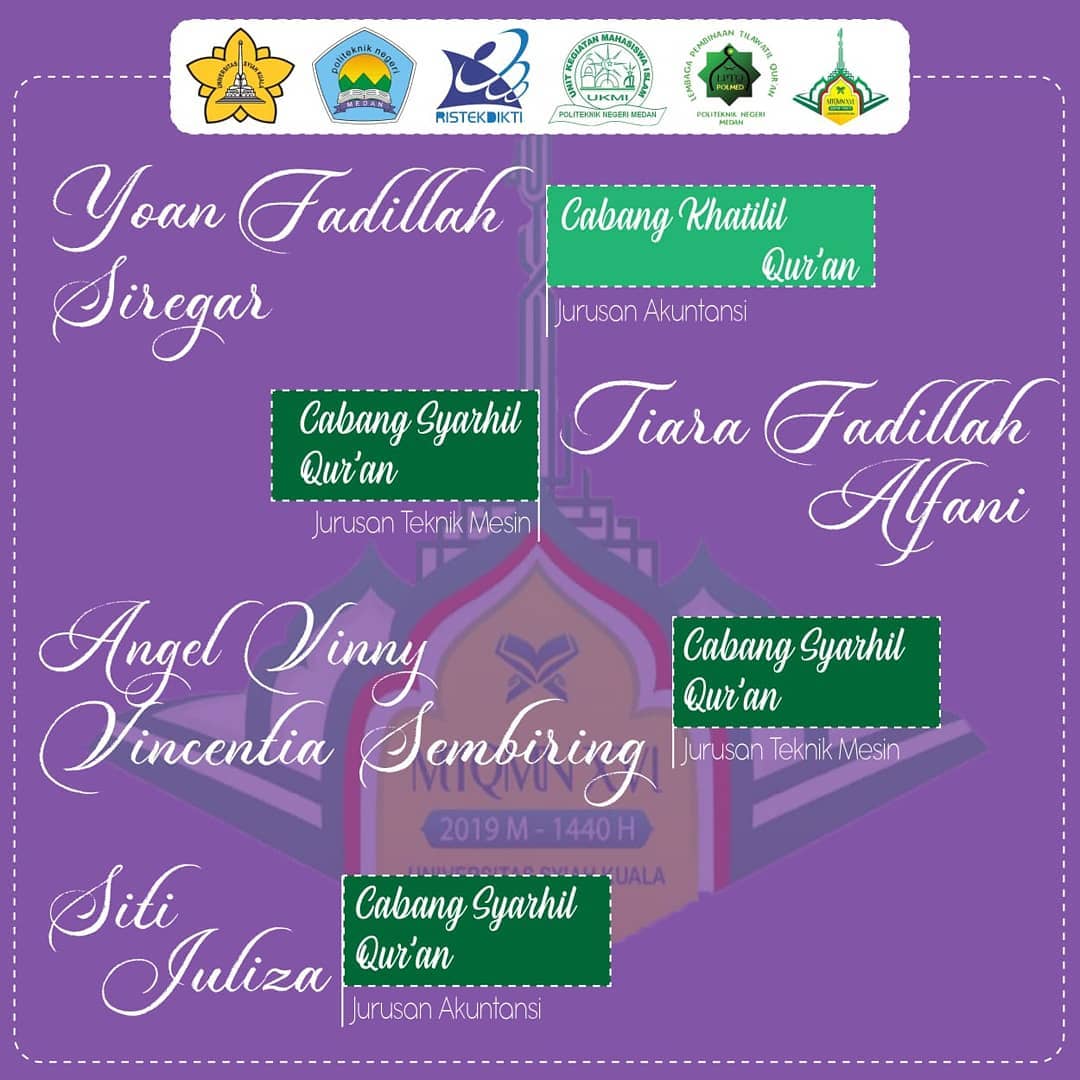 UNIVERSITAS SYIAH KUALA
politeknik negeri
MEDAN
RISTEKDIKTI
UNIT KEGIATAN MAHASISWA ISLAM
UKMI
POLITEKNIK NEGERI MEDAN
LEMBAGA PEMBINAAN TILAWATIL QUR'AN
LPTQ
POLMED
POLITEKNIK NEGERI
MEDAN
MTQMN XVI
Yoan Fadillah
Siregar
Cabang Khatilil
Qur'an
Jurusan Akuntansi
Cabang Syarhil
Qur'an
Jurusan Teknik Mesin
Tiara Fadillah
Alfani
Angel Vinny
Vincentia Sembiring
Cabang Syarhil
Qur'an
Jurusan Teknik Mesin
MTQMN XVI
2019 M - 1440 H
UNIVERSITAS SYIAH KUALA
Siti
Juliza
Cabang Syarhil
Qur'an
Jurusan Akuntansi